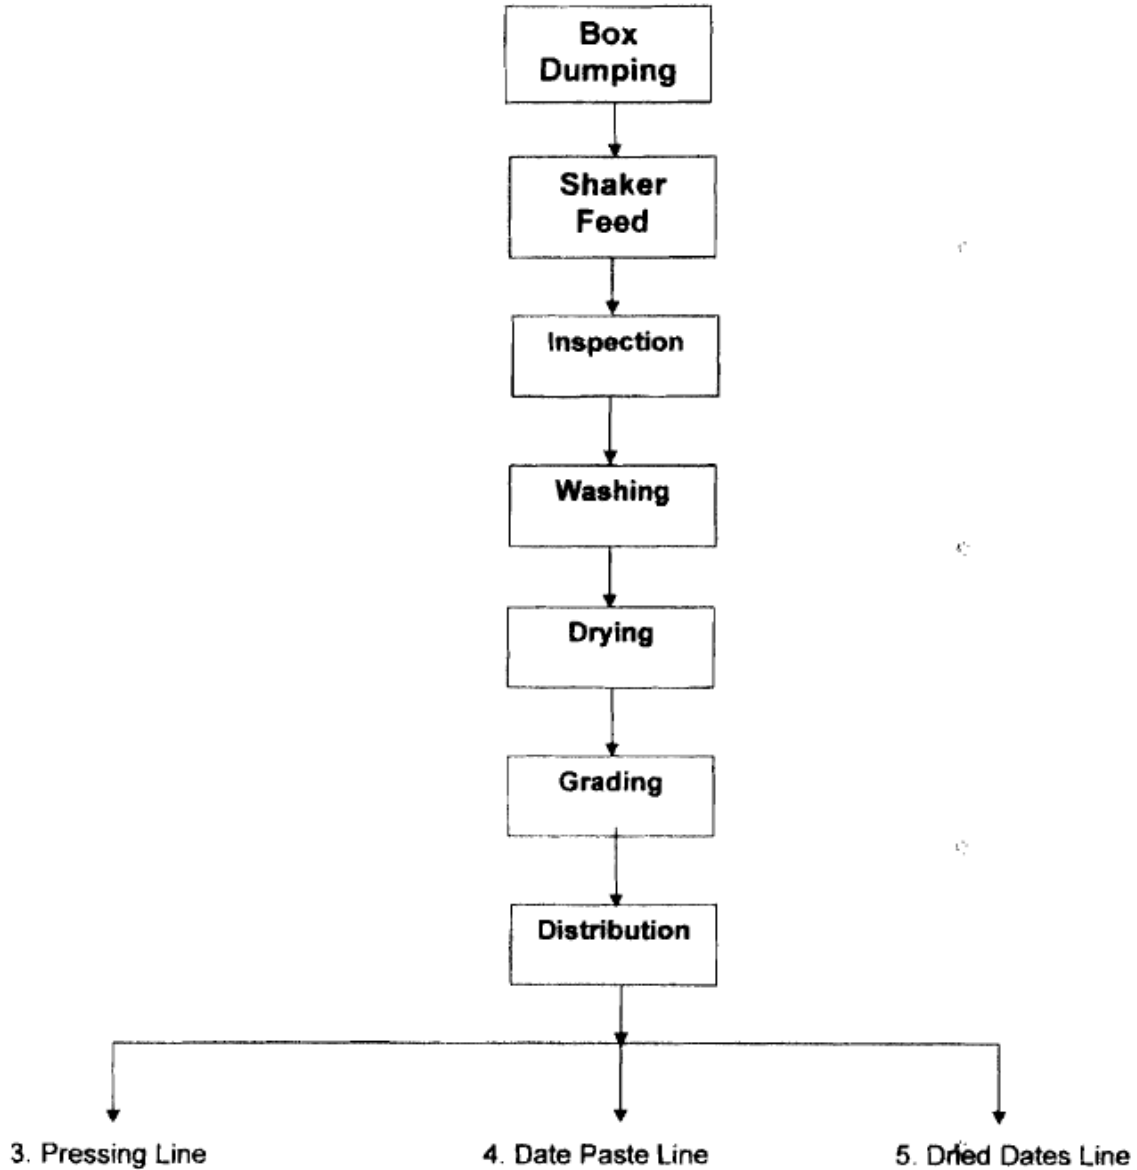 Box
Dumping
Shaker
Feed
Inspection
Washing
Drying
Grading
Distribution
3. Pressing Line
4. Date Paste Line
5. Dried Dates Line